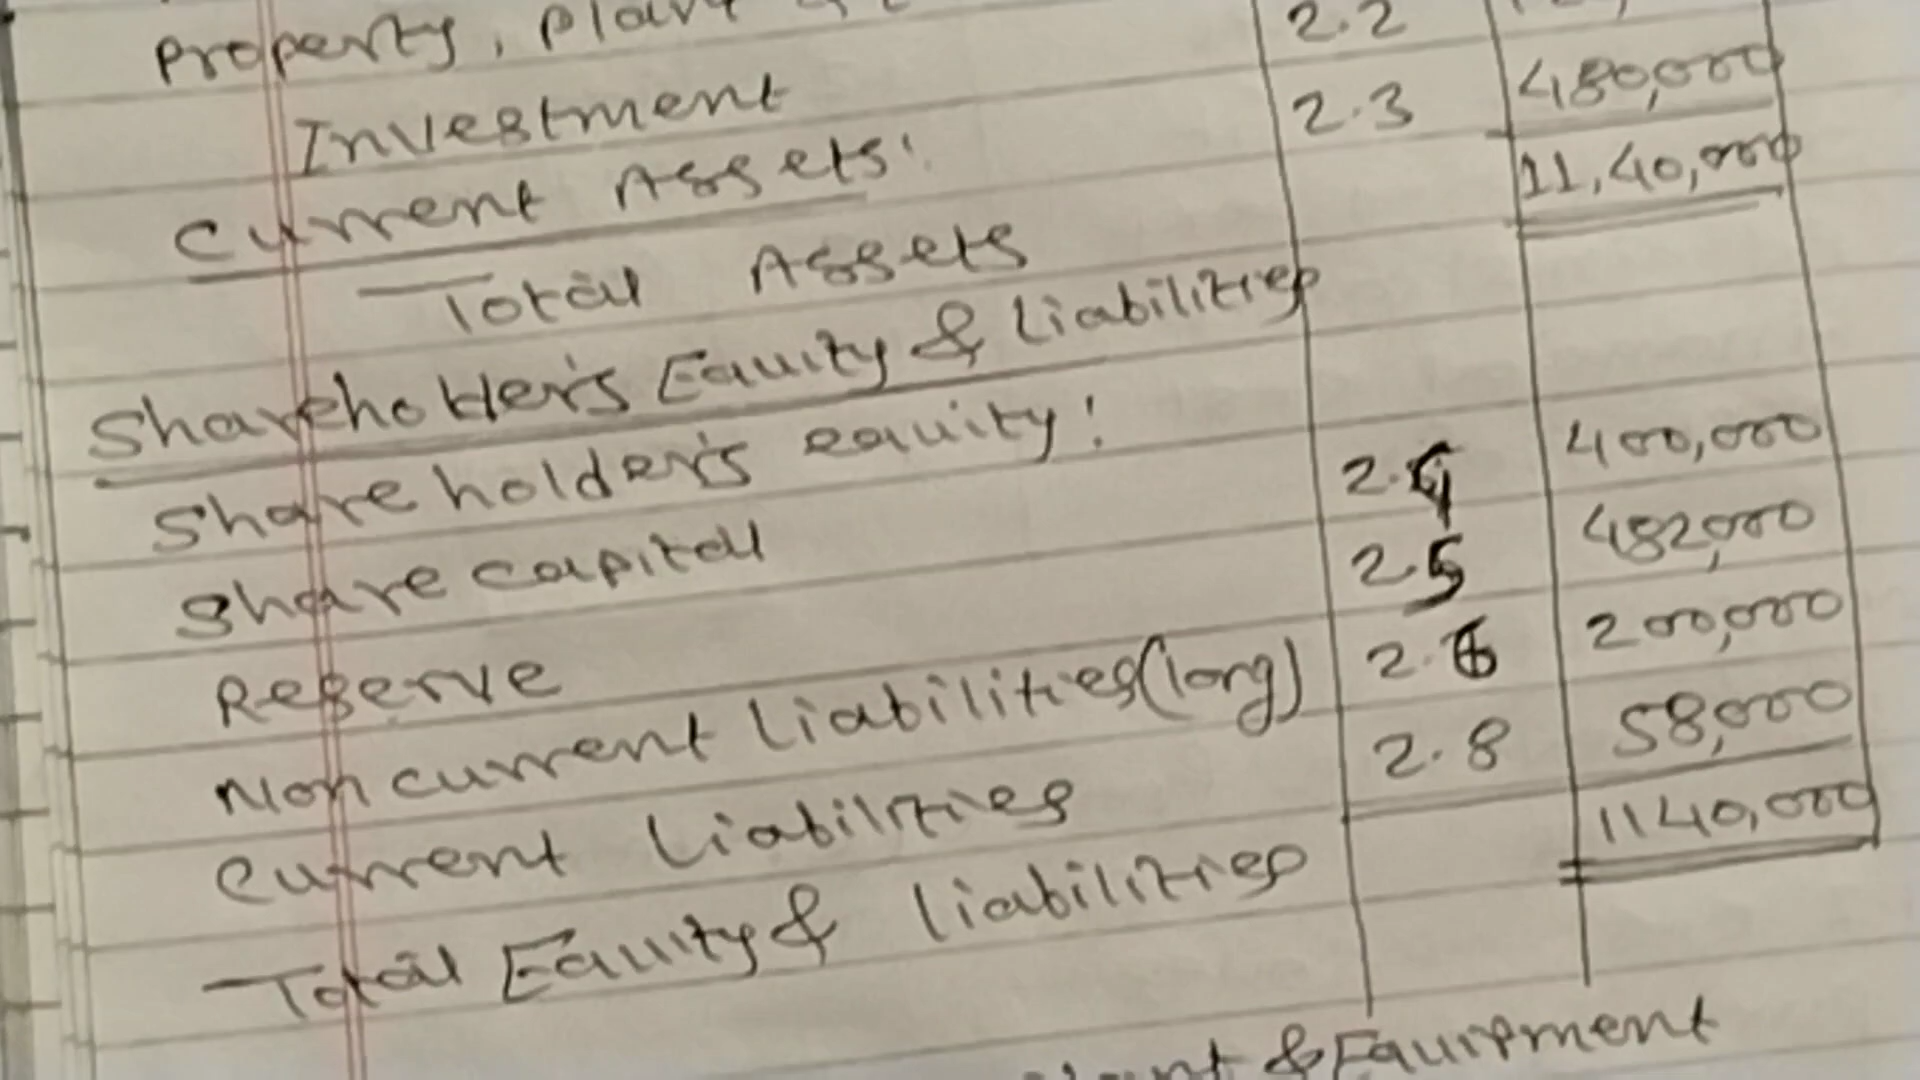 Property, Plant &
Investment 2.2
Current Assets: 2.3 480,000
Total Assets 11,40,000
Shareholder's Equity & Liabilities
Shareholder's equity:
Share capital 2.4 400,000
Reserve 2.5 482,000
Non current liabilities (long) 2.6 200,000
Current Liabilities 2.8 58,000
Total Equity & liabilities 1140,000
& Equipment